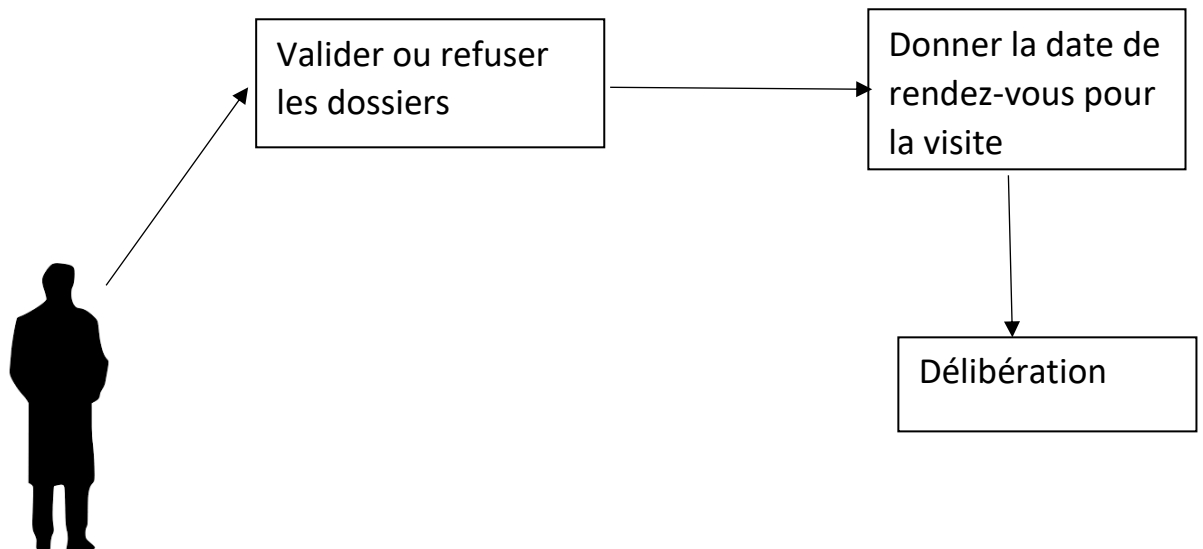 Valider ou refuser
les dossiers
Donner la date de
rendez-vous pour
la visite
Délibération